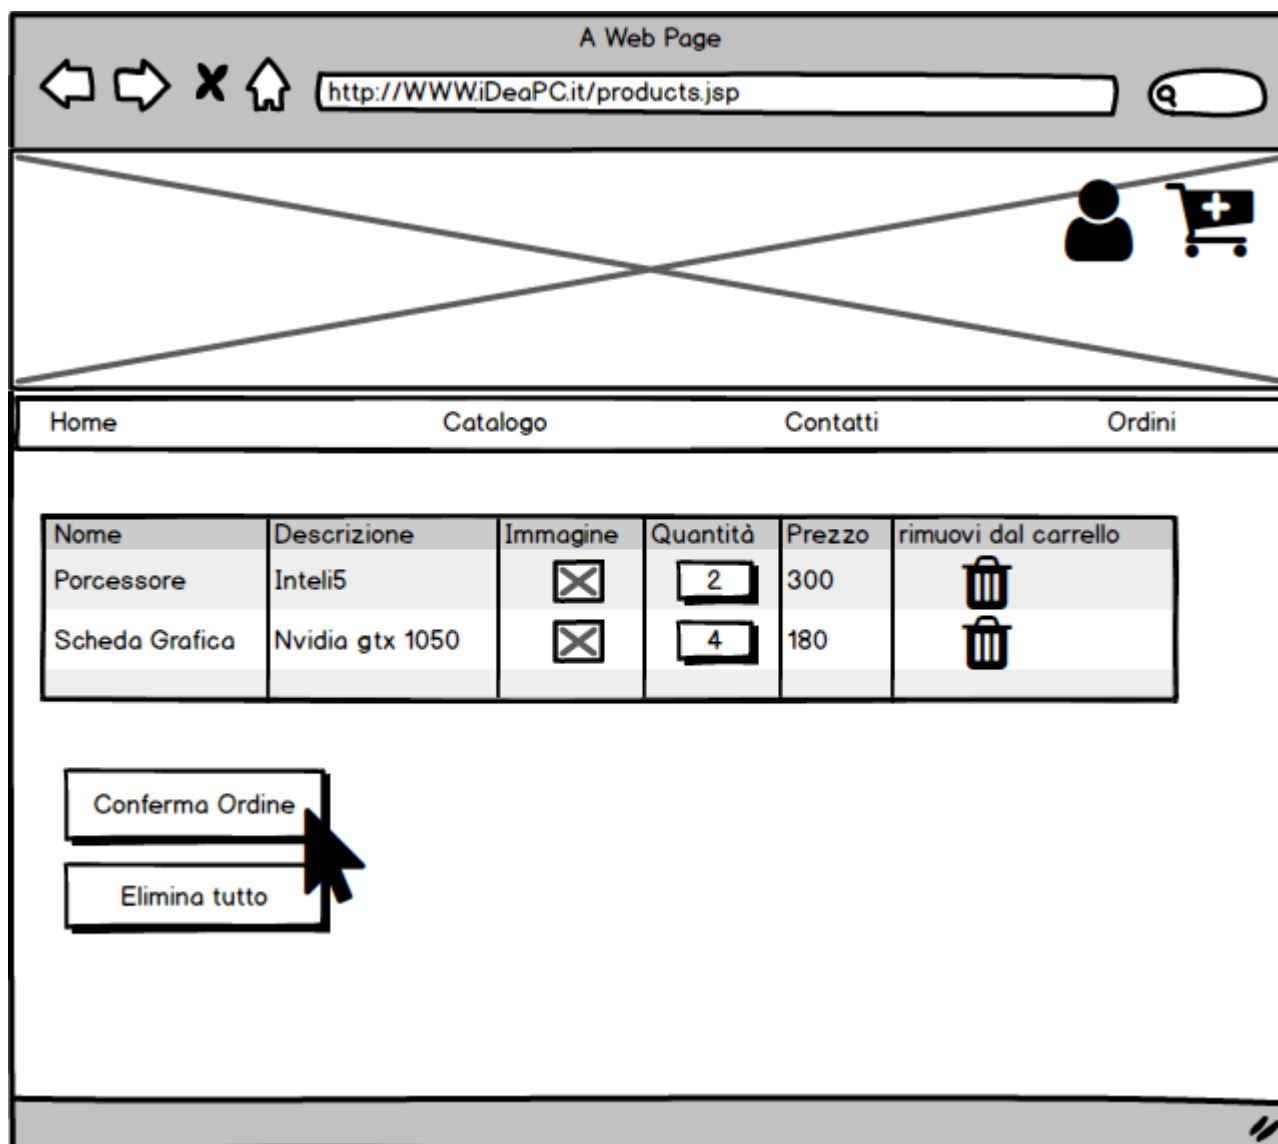 A Web Page
http://WWW.iDeaPC.it/products.jsp
Home Catalogo Contatti Ordini
Nome Descrizione Immagine Quantità Prezzo rimuovi dal carrello
Porcessore Inteli5 2 300
Scheda Grafica Nvidia gtx 1050 4 180
Conferma Ordine
Elimina tutto